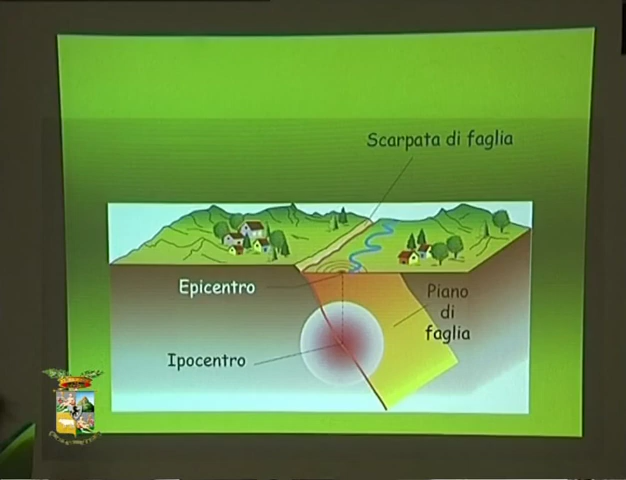 Scarpata di faglia
Epicentro
Piano
di
faglia
Ipocentro